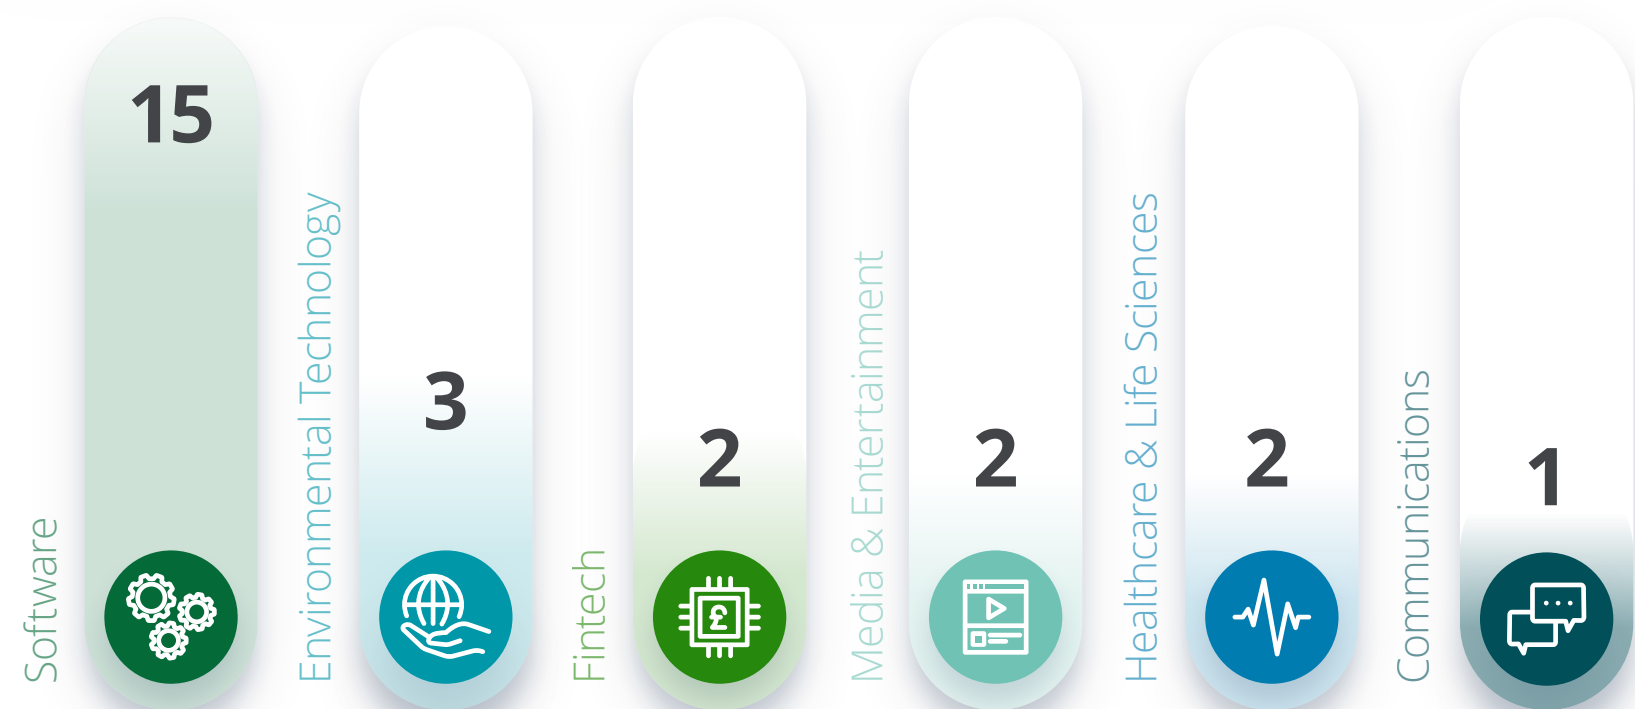 Software
15
Environmental Technology
3
Fintech
2
£
Media & Entertainment
2
Healthcare & Life Sciences
2
Communications
1